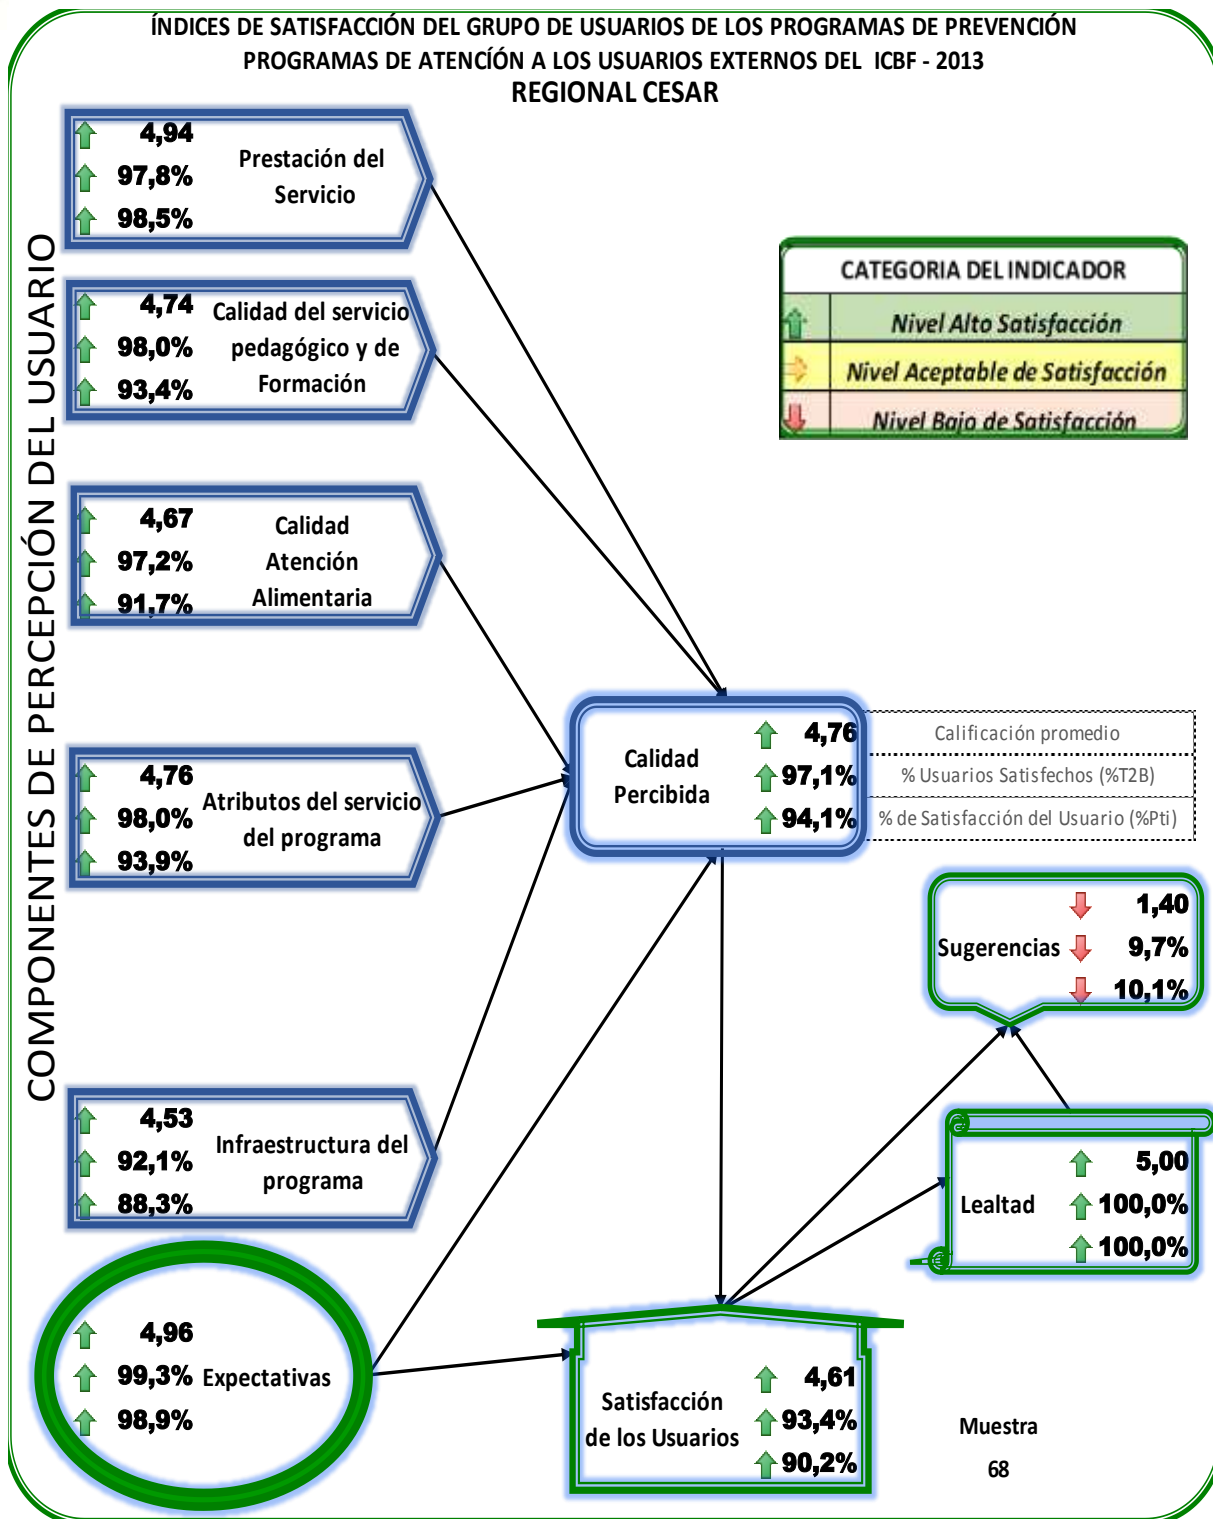 ÍNDICES DE SATISFACCIÓN DEL GRUPO DE USUARIOS DE LOS PROGRAMAS DE PREVENCIÓN
PROGRAMAS DE ATENCÍÓN A LOS USUARIOS EXTERNOS DEL ICBF - 2013
REGIONAL CESAR
COMPONENTES DE PERCEPCIÓN DEL USUARIO
4,94
97,8%
98,5%
Prestación del
Servicio
4,74
98,0%
93,4%
Calidad del servicio
pedagógico y de
Formación
CATEGORIA DEL INDICADOR
Nivel Alto Satisfacción
Nivel Aceptable de Satisfacción
Nivel Bajo de Satisfacción
4,67
97,2%
91,7%
Calidad
Atención
Alimentaria
4,76
98,0%
93,9%
Atributos del servicio
del programa
Calidad
Percibida
4,76
97,1%
94,1%
Calificación promedio
% Usuarios Satisfechos (%T2B)
% de Satisfacción del Usuario (%Pti)
Sugerencias
1,40
9,7%
10,1%
4,53
92,1%
88,3%
Infraestructura del
programa
Lealtad
5,00
100,0%
100,0%
4,96
99,3%
98,9%
Expectativas
Satisfacción
de los Usuarios
4,61
93,4%
90,2%
Muestra
68